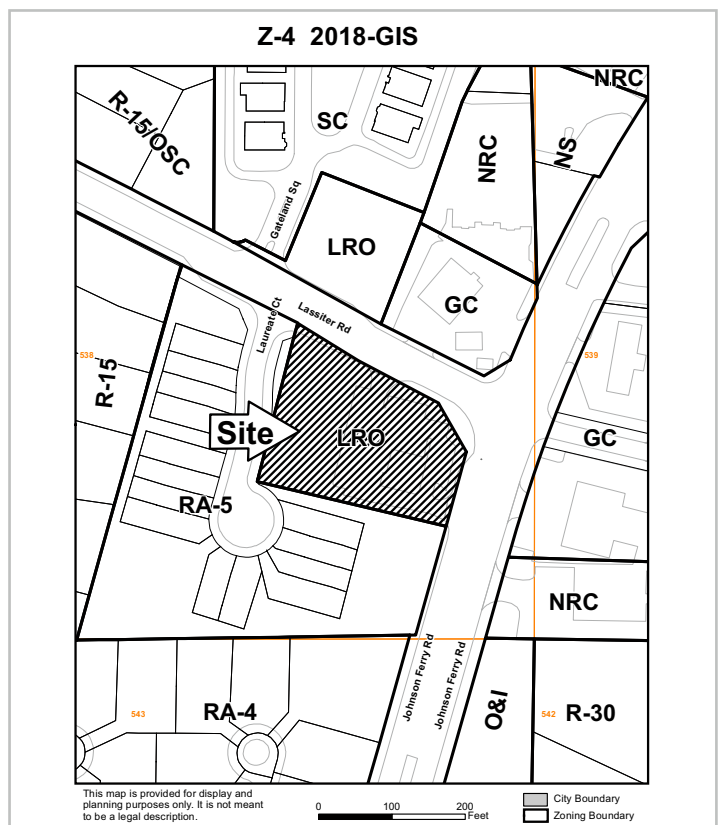 Z-4 2018-GIS
NRC
R-15/OSC
SC
NRC
NS
Gateland Sq
LRO
GC
Laureate Ct
Lassiter Rd
538
539
R-15
Site
LRO
GC
RA-5
NRC
Johnson Ferry Rd
Johnson Ferry Rd
O&I
543
RA-4
542
R-30
This map is provided for display and
planning purposes only. It is not meant
to be a legal description.
0 100 200
Feet
City Boundary
Zoning Boundary